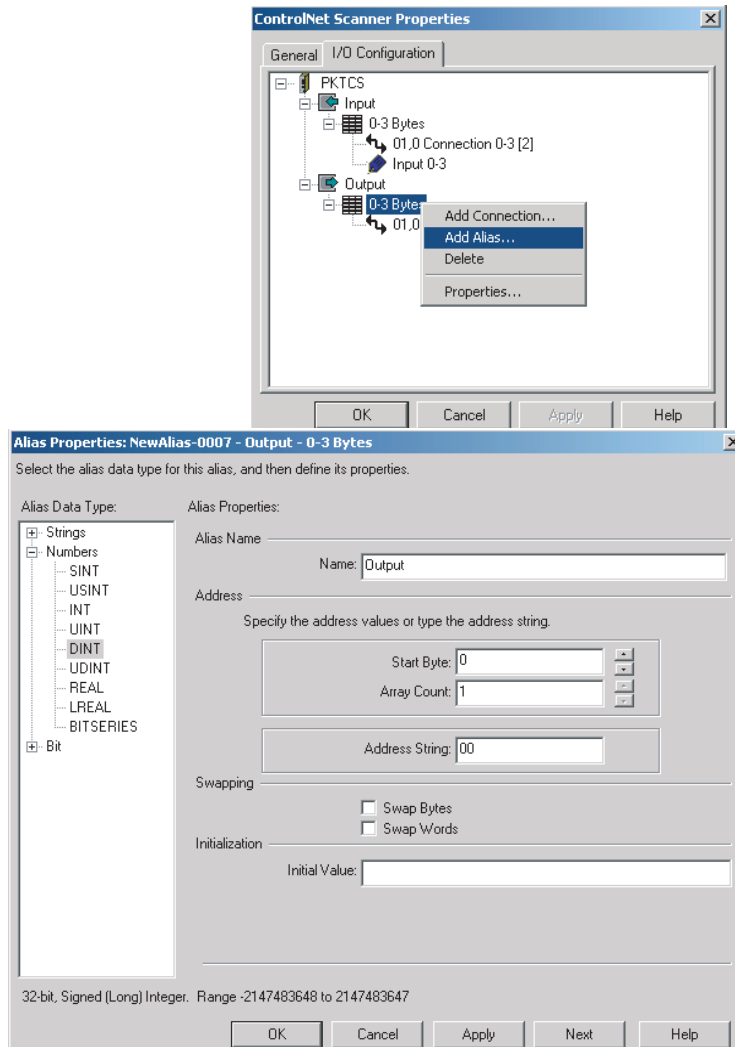 ControlNet Scanner Properties
General
I/O Configuration
PKTCS
Input
0-3 Bytes
01,0 Connection 0-3 [2]
Input 0-3
Output
0-3 Bytes
01,0
Add Connection...
Add Alias...
Delete
Properties...
OK
Cancel
Apply
Help
Alias Properties: NewAlias-0007 - Output - 0-3 Bytes
Select the alias data type for this alias, and then define its properties.
Alias Data Type:
Strings
Numbers
SINT
USINT
INT
UINT
DINT
UDINT
REAL
LREAL
BITSERIES
Bit
Alias Properties:
Alias Name
Name: Output
Address
Specify the address values or type the address string.
Start Byte: 0
Array Count: 1
Address String: 00
Swapping
Swap Bytes
Swap Words
Initialization
Initial Value:
32-bit, Signed (Long) Integer. Range -2147483648 to 2147483647
OK
Cancel
Apply
Next
Help